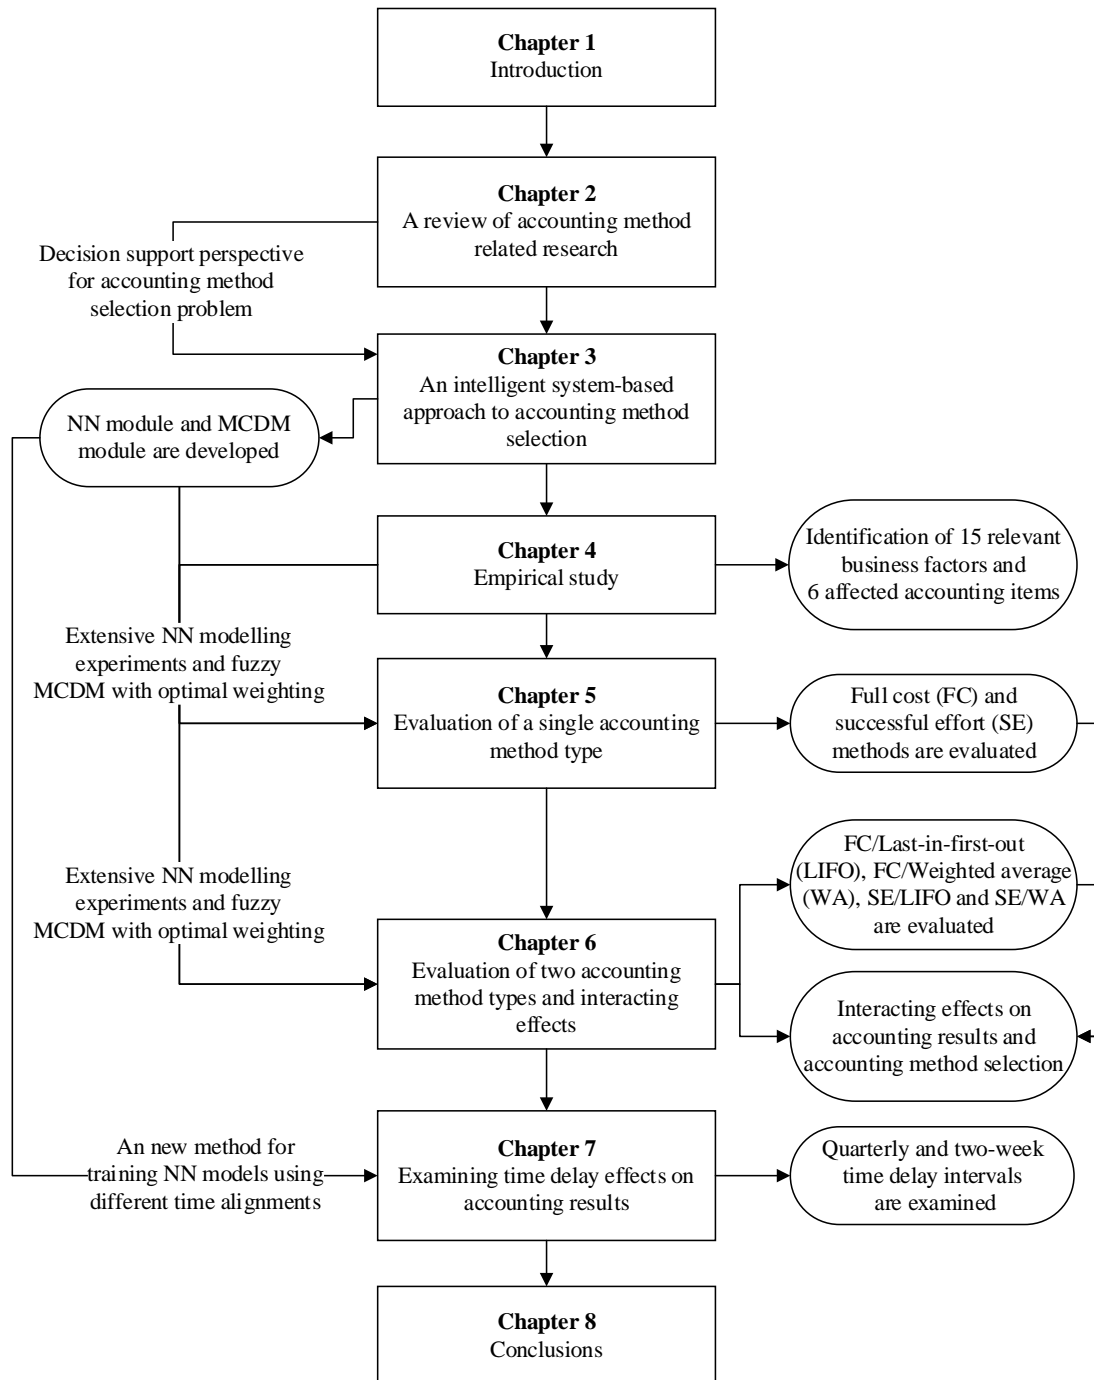 Chapter 1
Introduction
Chapter 2
A review of accounting method
related research
Decision support perspective
for accounting method
selection problem
Chapter 3
An intelligent system-based
approach to accounting method
selection
NN module and MCDM
module are developed
Chapter 4
Empirical study
Identification of 15 relevant
business factors and
6 affected accounting items
Extensive NN modelling
experiments and fuzzy
MCDM with optimal weighting
Chapter 5
Evaluation of a single accounting
method type
Full cost (FC) and
successful effort (SE)
methods are evaluated
Extensive NN modelling
experiments and fuzzy
MCDM with optimal weighting
FC/Last-in-first-out
(LIFO), FC/Weighted average
(WA), SE/LIFO and SE/WA
are evaluated
Chapter 6
Evaluation of two accounting
method types and interacting
effects
Interacting effects on
accounting results and
accounting method selection
An new method for
training NN models using
different time alignments
Chapter 7
Examining time delay effects on
accounting results
Quarterly and two-week
time delay intervals
are examined
Chapter 8
Conclusions